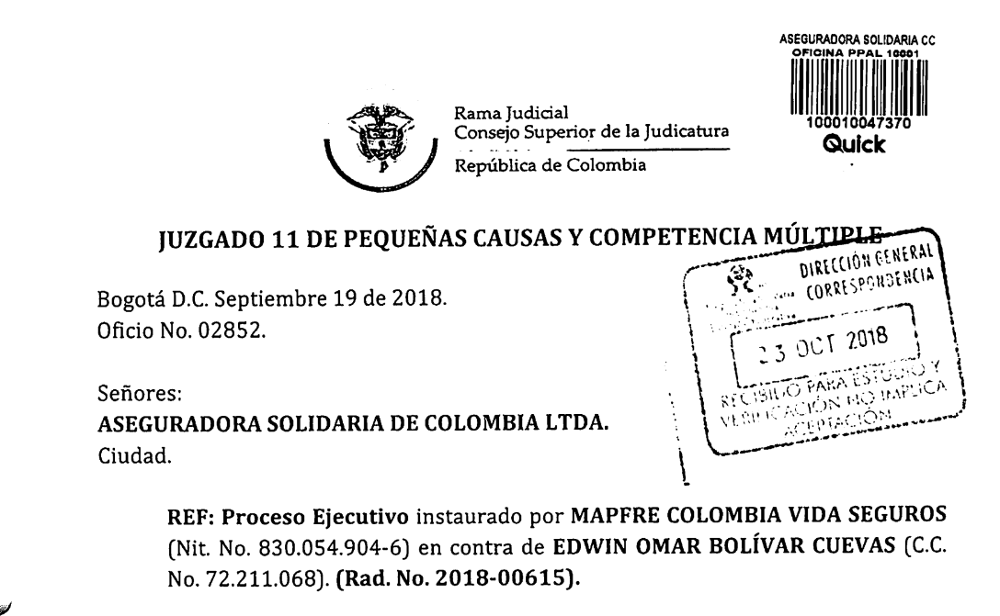 ASEGURADORA SOLIDARIA CC
OFICINA PPAL 10001
100010047370
Quick
Rama Judicial
Consejo Superior de la Judicatura
República de Colombia
JUZGADO 11 DE PEQUEÑAS CAUSAS Y COMPETENCIA MÚLTIPLE
DIRECCIÓN GENERAL
CORRESPONDENCIA
Bogotá D.C. Septiembre 19 de 2018.
Oficio No. 02852.
3 OCT 2018
RECIBIDO PARA ESTUDIO Y
VERIFICACIÓN NO IMPLICA
ACEPTACIÓN
Señores:
ASEGURADORA SOLIDARIA DE COLOMBIA LTDA.
Ciudad.
REF: Proceso Ejecutivo instaurado por MAPFRE COLOMBIA VIDA SEGUROS
(Nit. No. 830.054.904-6) en contra de EDWIN OMAR BOLÍVAR CUEVAS (C.C.
No. 72.211.068). (Rad. No. 2018-00615).